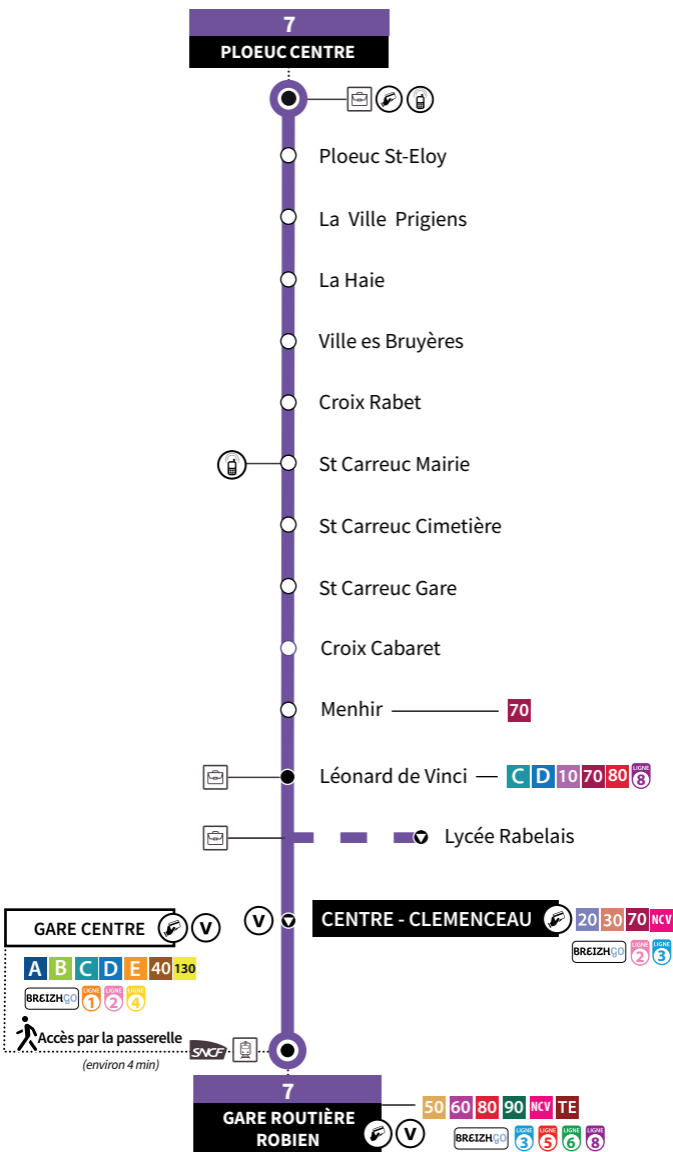 7
PLOEUC CENTRE
Ploeuc St-Eloy
La Ville Prigiens
La Haie
Ville es Bruyères
Croix Rabet
St Carreuc Mairie
St Carreuc Cimetière
St Carreuc Gare
Croix Cabaret
Menhir 70
Léonard de Vinci C D 10 70 80 LIGNE 8
Lycée Rabelais
V CENTRE - CLEMENCEAU 20 30 70 NCV
BREIZHGO LIGNE 2 LIGNE 3
GARE CENTRE V
A B C D E 40 130
BREIZHGO LIGNE 1 LIGNE 2 LIGNE 4
Accès par la passerelle
(environ 4 min)
SNCF
7
GARE ROUTIÈRE
ROBIEN
V
50 60 80 90 NCV TE
BREIZHGO LIGNE 3 LIGNE 5 LIGNE 6 LIGNE 8